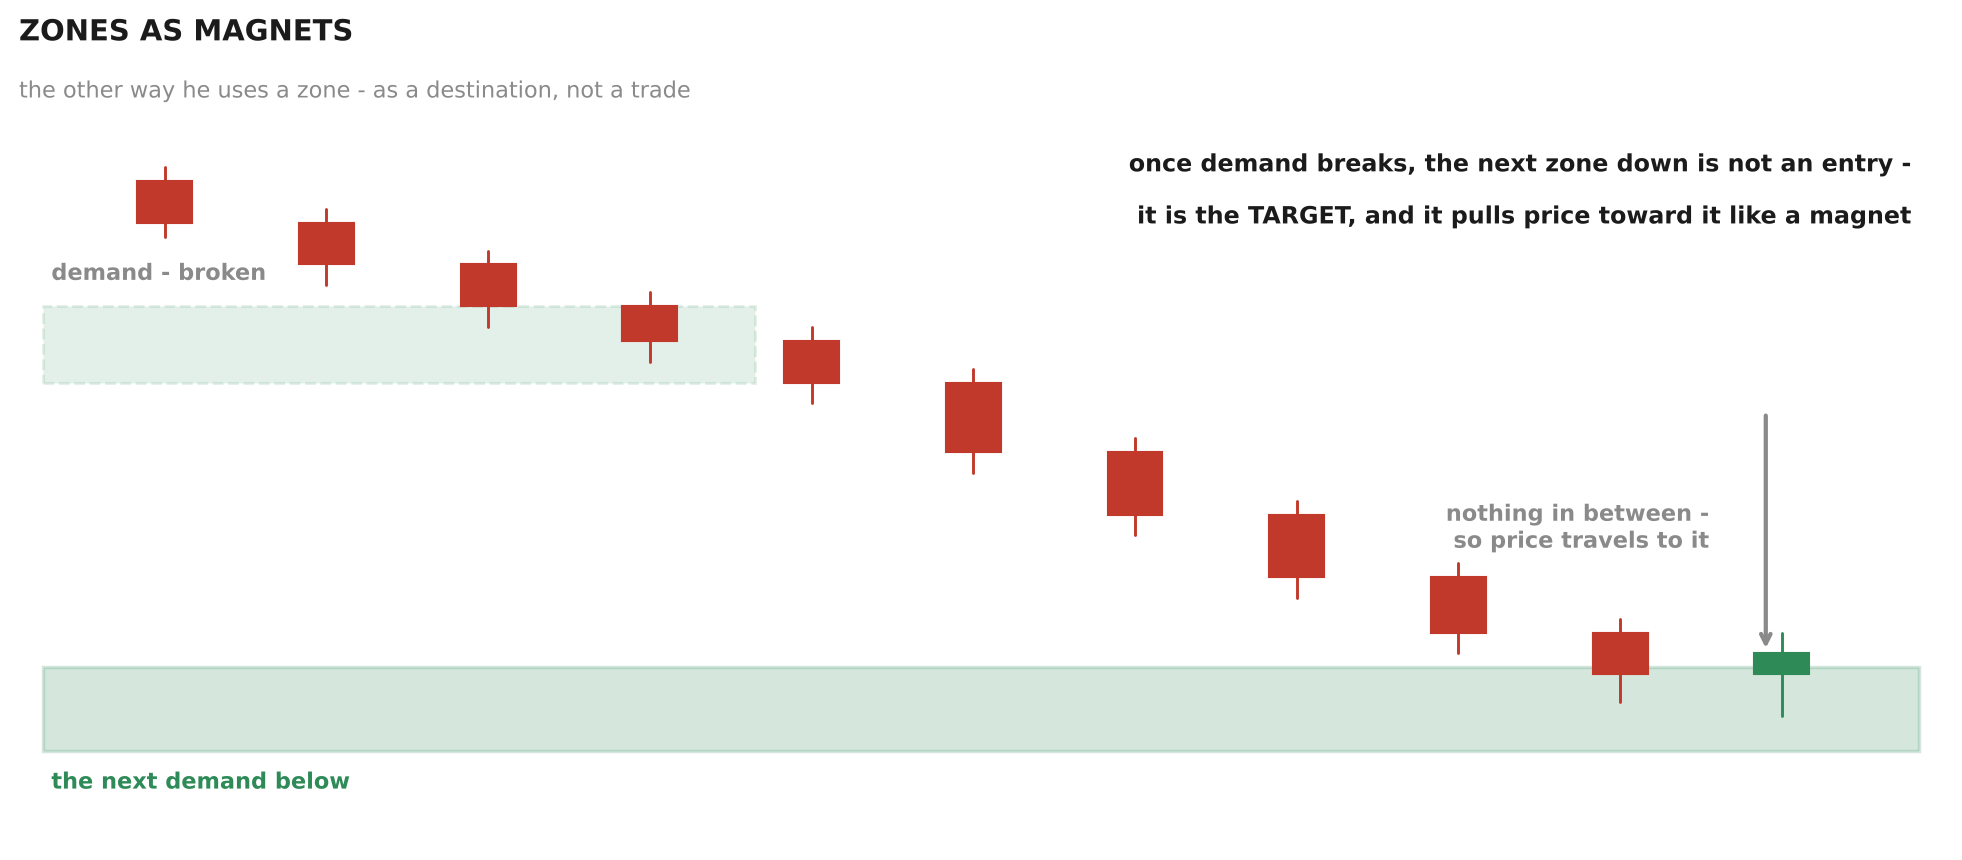 ZONES AS MAGNETS
the other way he uses a zone - as a destination, not a trade
once demand breaks, the next zone down is not an entry -
it is the TARGET, and it pulls price toward it like a magnet
demand - broken
nothing in between -
so price travels to it
the next demand below